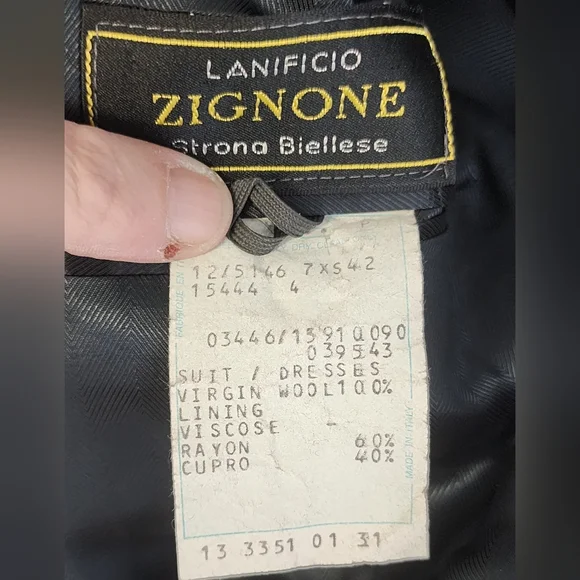 LANIFICIO
ZIGNONE
Strona Biellese
12/5146 7XS42
15444 4
03446/13910090
039543
SUIT / DRESSES
VIRGIN WOOL100%
LINING
VISCOSE -
RAYON 60%
CUPRO 40%
MADE IN ITALY
13 3351 01 31